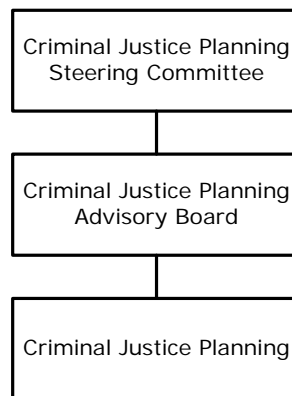 Criminal Justice Planning
Steering Committee
Criminal Justice Planning
Advisory Board
Criminal Justice Planning